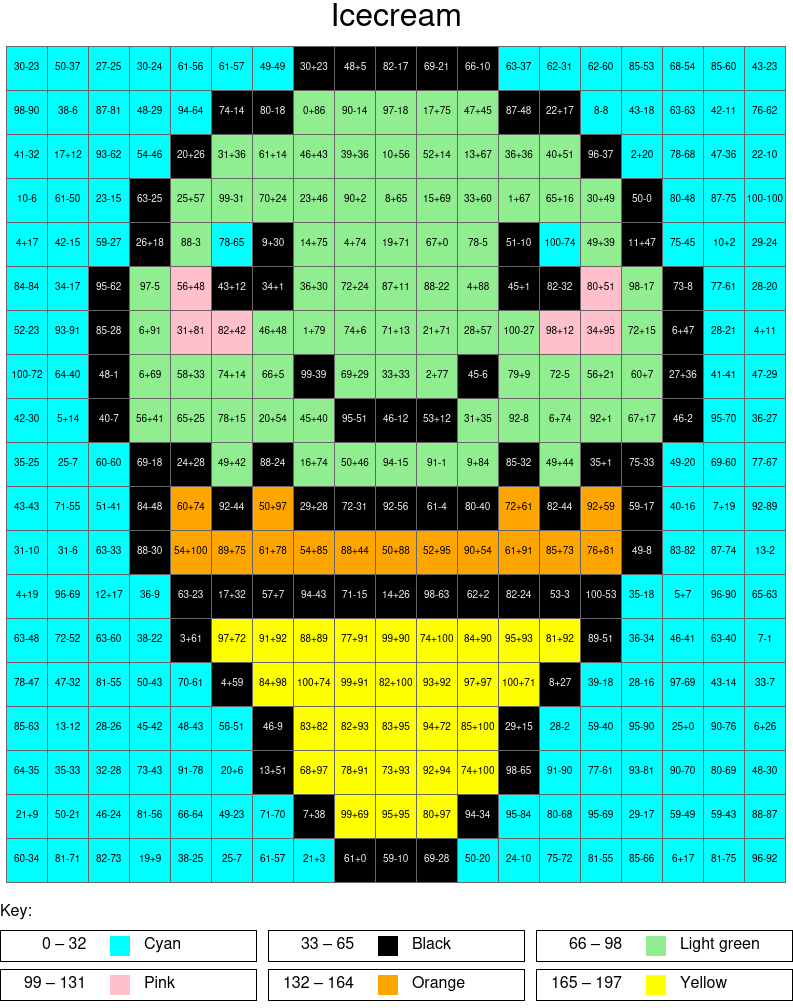 Icecream
30-23 50-37 27-25 30-24 61-56 61-57 49-49 30+23 48+5 82-17 69-21 66-10 63-37 62-31 62-60 85-53 68-54 85-60 43-23
98-90 38-6 87-81 48-29 94-64 74-14 80-18 0+86 90-14 97-18 17+75 47+45 87-48 22+17 8-8 43-18 63-63 42-11 76-62
41-32 17+12 93-62 54-46 20+26 31+36 61+14 46+43 39+36 10+56 52+14 13+67 36+36 40+51 96-37 2+20 78-68 47-36 22-10
10-6 61-50 23-15 63-25 25+57 99-31 70+24 23+46 90+2 8+65 15+69 33+60 1+67 65+16 30+49 50-0 80-48 87-75 100-100
4+17 42-15 59-27 26+18 88-3 78-65 9+30 14+75 4+74 19+71 67+0 78-5 51-10 100-74 49+39 11+47 75-45 10+2 29-24
84-84 34-17 95-62 97-5 56+48 43+12 34+1 36+30 72+24 87+11 88-22 4+88 45+1 82-32 80+51 98-17 73-8 77-61 28-20
52-23 93-91 85-28 6+91 31+81 82+42 46+48 1+79 74+6 71+13 21+71 28+57 100-27 98+12 34+95 72+15 6+47 28-21 4+11
100-72 64-40 48-1 6+69 58+33 74+14 66+5 99-39 69+29 33+33 2+77 45-6 79+9 72-5 56+21 60+7 27+36 41-41 47-29
42-30 5+14 40-7 56+41 65+25 78+15 20+54 45+40 95-51 46-12 53+12 31+35 92-8 6+74 92+1 67+17 46-2 95-70 36-27
35-25 25-7 60-60 69-18 24+28 49+42 88-24 16+74 50+46 94-15 91-1 9+84 85-32 49+44 35+1 75-33 49-20 69-60 77-67
43-43 71-55 51-41 84-48 60+74 92-44 50+97 29+28 72-31 92-56 61-4 80-40 72+61 82-44 92+59 59-17 40-16 7+19 92-89
31-10 31-6 63-33 88-30 54+100 89+75 61+78 54+85 88+44 50+88 52+95 90+54 61+91 85+73 76+81 49-8 83-82 87-74 13-2
4+19 96-69 12+17 36-9 63-23 17+32 57+7 94-43 71-15 14+26 98-63 62+2 82-24 53-3 100-53 35-18 5+7 96-90 65-63
63-48 72-52 63-60 38-22 3+61 97+72 91+92 88+89 77+91 99+90 74+100 84+90 95+93 81+92 89-51 36-34 46-41 63-40 7-1
78-47 47-32 81-55 50-43 70-61 4+59 84+98 100+74 99+91 82+100 93+92 97+97 100+71 8+27 39-18 28-16 97-69 43-14 33-7
85-63 13-12 28-26 45-42 48-43 56-51 46-9 83+82 82+93 83+95 94+72 85+100 29+15 28-2 59-40 95-90 25+0 90-76 6+26
64-35 35-33 32-28 73-43 91-78 20+6 13+51 68+97 78+91 73+93 92+94 74+100 98-65 91-90 77-61 93-81 90-70 80-69 48-30
21+9 50-21 46-24 81-56 66-64 49-23 71-70 7+38 99+69 95+95 80+97 94-34 95-84 80-68 95-69 29-17 59-49 59-43 88-87
60-34 81-71 82-73 19+9 38-25 25-7 61-57 21+3 61+0 59-10 69-28 50-20 24-10 75-72 81-55 85-66 6+17 81-75 96-92
Key:
0 – 32 Cyan 33 – 65 Black 66 – 98 Light green
99 – 131 Pink 132 – 164 Orange 165 – 197 Yellow